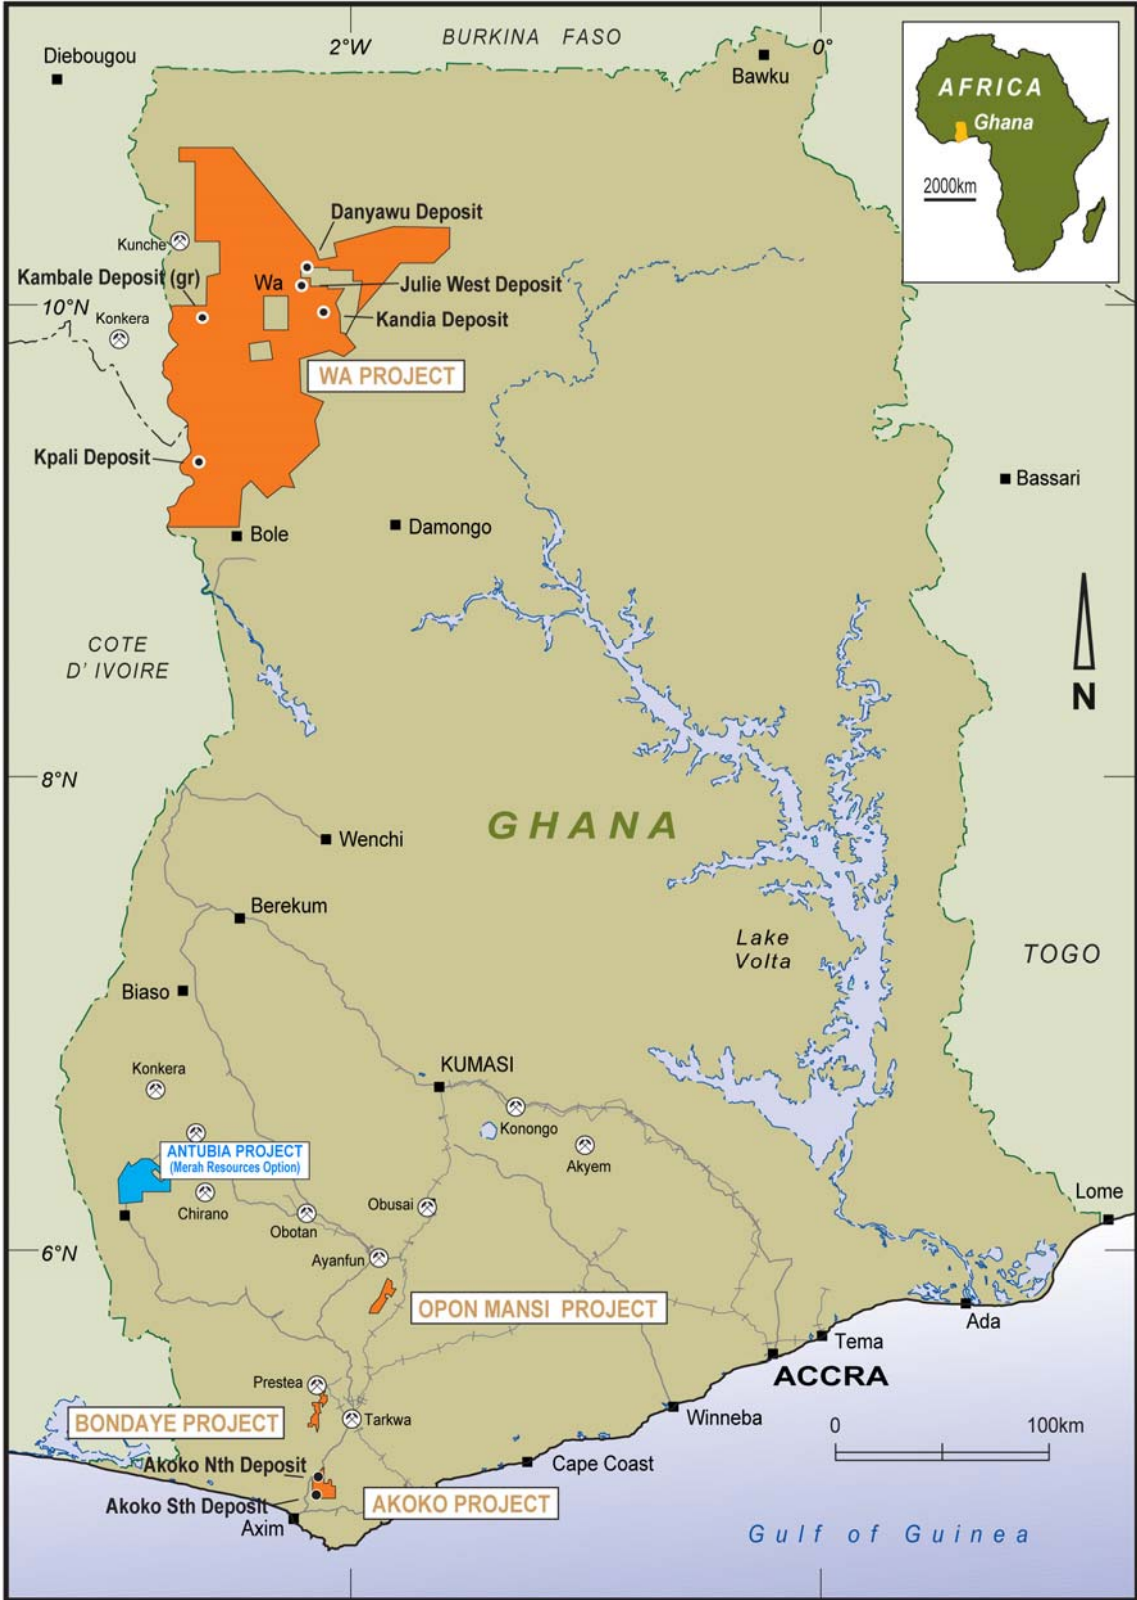 BURKINA FASO
2°W
0°
Diebougou
Bawku
AFRICA
Ghana
2000km
Danyawu Deposit
Kunche
Kambale Deposit (gr)
Wa
Julie West Deposit
10°N
Konkera
Kandia Deposit
WA PROJECT
Kpali Deposit
Bassari
Bole
Damongo
COTE
D' IVOIRE
N
8°N
GHANA
Wenchi
Berekum
Lake
Volta
TOGO
Biaso
Konkera
KUMASI
Konongo
ANTUBIA PROJECT
(Merah Resources Option)
Akyem
Chirano
Obusai
Lome
Obotan
6°N
Ayanfun
OPON MANSI PROJECT
Ada
Tema
ACCRA
Prestea
Winneba
BONDAYE PROJECT
Tarkwa
0
100km
Akoko Nth Deposit
Cape Coast
Akoko Sth Deposit
AKOKO PROJECT
Axim
Gulf of Guinea